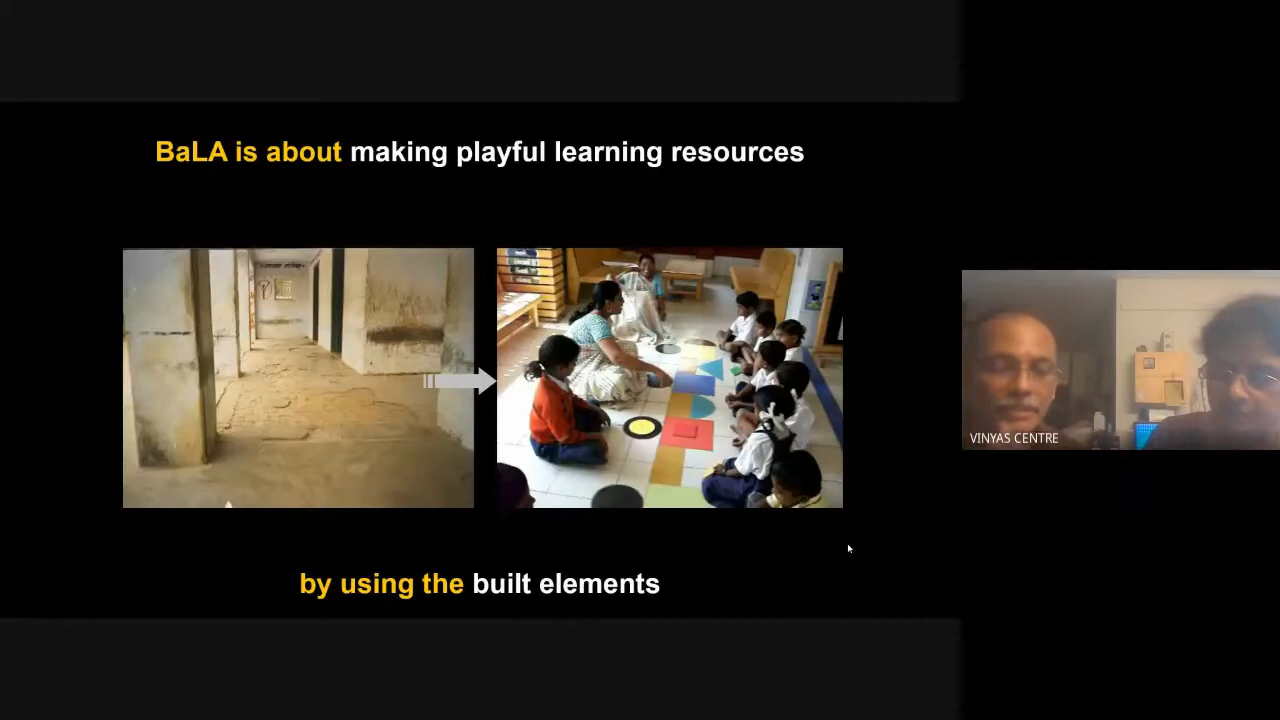 BaLA is about making playful learning resources
by using the built elements
VINYAS CENTRE